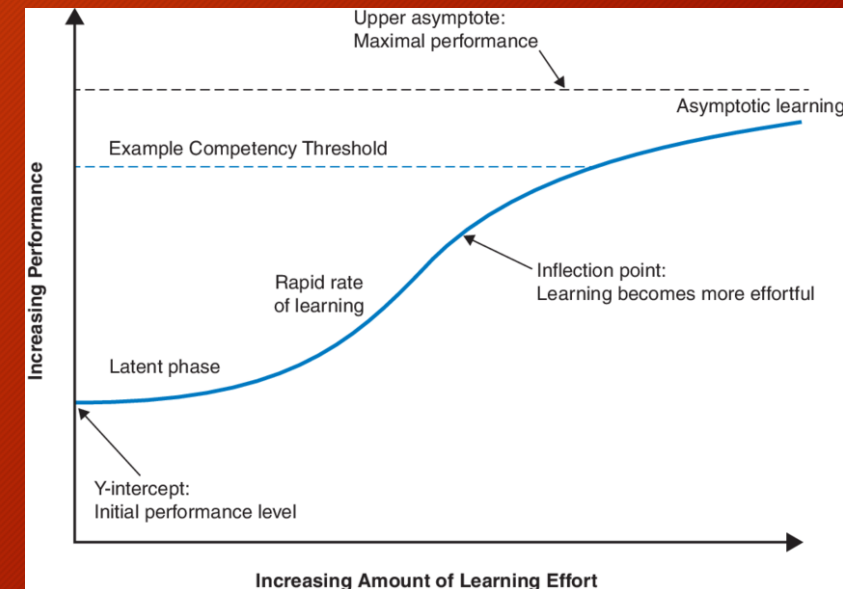 Upper asymptote:
Maximal performance
Asymptotic learning
Example Competency Threshold
Inflection point:
Learning becomes more effortful
Rapid rate
of learning
Latent phase
Y-intercept:
Initial performance level
Increasing Performance
Increasing Amount of Learning Effort